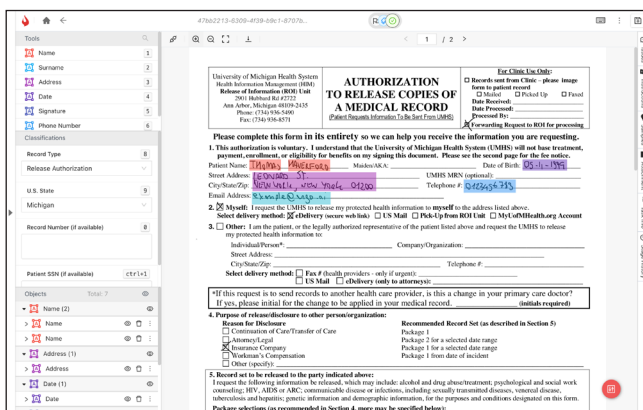 47bb2213-6309-4f39-b9c1-8707b...
Tools
Name 1
Surname 2
Address 3
Date 4
Signature 5
Phone Number 6
Classifications
Record Type 8
Release Authorization
U.S. State 9
Michigan
Record Number (if available) 0
Patient SSN (if available) ctrl+1
Objects Total: 7
Name (2)
Name
Name
Address (1)
Address
Date (1)
Date
1 / 2 >
University of Michigan Health System
Health Information Management (HIM)
Release of Information (ROI) Unit
2901 Hubbard Rd #2722
Ann Arbor, Michigan 48109-2435
Phone: (734) 936-5490
Fax: (734) 936-8571
AUTHORIZATION
TO RELEASE COPIES OF
A MEDICAL RECORD
(Patient Requests Information To Be Sent From UMHS)
For Clinic Use Only:
Records sent from Clinic – please image
form to patient record
Mailed Picked Up Faxed
Date Received:
Date Processed:
Processed By:
Forwarding Request to ROI for processing
Please complete this form in its entirety so we can help you receive the information you are requesting.
1. This authorization is voluntary. I understand that the University of Michigan Health System (UMHS) will not base treatment,
payment, enrollment, or eligibility for benefits on my signing this document. Please see the second page for the fee notice.
Patient Name: THOMAS Maiden/AKA: Date of Birth:
Street Address: LEONARD ST. UMHS MRN (optional):
City/State/Zip: NEW YORK, NEW YORK 01200 Telephone #: 0123456789
Email Address:
2. Myself: I request the UMHS to release my protected health information to myself to the address listed above.
Select delivery method: eDelivery (secure web link) US Mail Pick-Up from ROI Unit MyUofMHealth.org Account
3. Other: I am the patient, or the legally authorized representative of the patient listed above and request the UMHS to release
my protected health information to:
Individual/Person*: Company/Organization:
Street Address:
City/State/Zip: Telephone #:
Select delivery method: Fax # (health providers - only if urgent):
US Mail eDelivery (only to attorneys):
*If this request is to send records to another health care provider, is this a change in your primary care doctor?
If yes, please initial for the change to be applied in your medical record. (initials required)
4. Purpose of release/disclosure to other person/organization:
Reason for Disclosure Recommended Record Set (as described in Section 5)
Continuation of Care/Transfer of Care Package 1
Attorney/Legal Package 2 for a selected date range
Insurance Company Package 1 for a selected date range
Workman's Compensation Package 1 from date of incident
Other (specify):
5. Record set to be released to the party indicated above:
I request the following information be released, which may include: alcohol and drug abuse/treatment; psychological and social work
counseling; HIV, AIDS or ARC; communicable disease or infections, including sexually transmitted diseases, venereal disease,
tuberculosis and hepatitis; genetic information and demographic information, for the purposes and conditions designated on this form.
Package selections (as recommended in Section 4, more may be specified below):